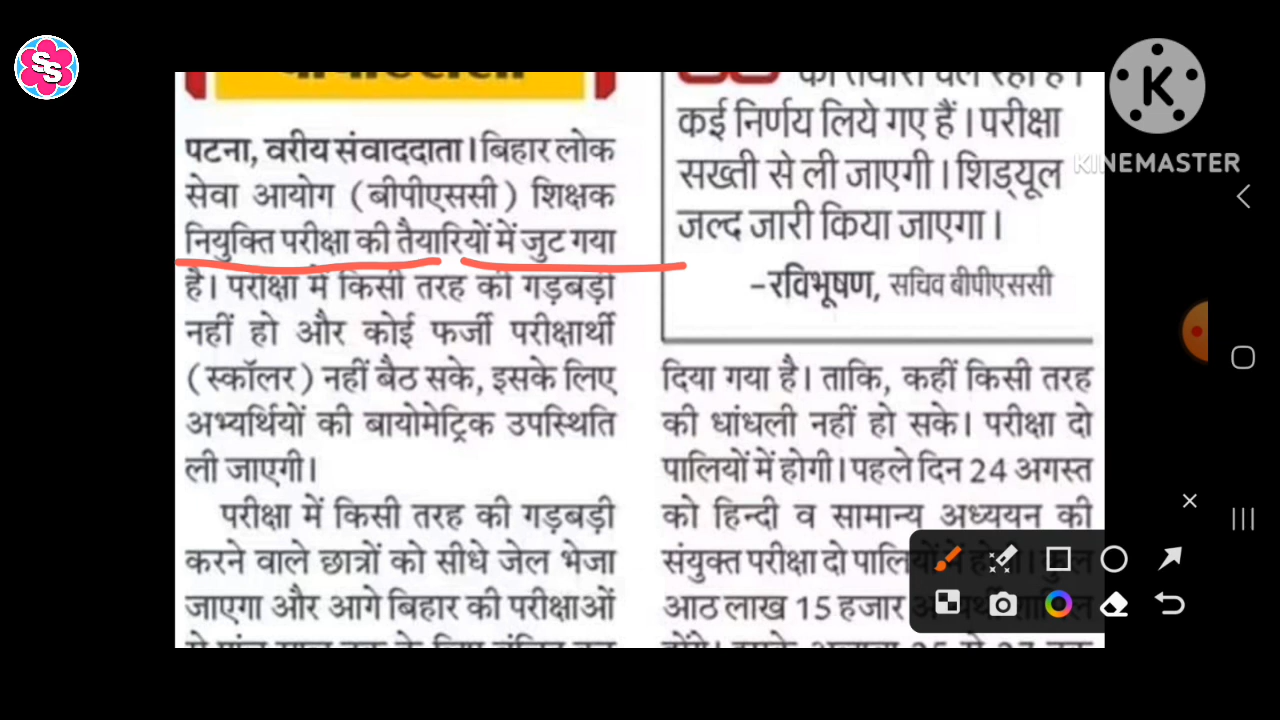 SS
पटना, वरीय संवाददाता। बिहार लोक
सेवा आयोग (बीपीएससी) शिक्षक
नियुक्ति परीक्षा की तैयारियों में जुट गया
है। परीक्षा में किसी तरह की गड़बड़ी
नहीं हो और कोई फर्जी परीक्षार्थी
(स्कॉलर) नहीं बैठ सके, इसके लिए
अभ्यर्थियों की बायोमेट्रिक उपस्थिति
ली जाएगी।
परीक्षा में किसी तरह की गड़बड़ी
करने वाले छात्रों को सीधे जेल भेजा
जाएगा और आगे बिहार की परीक्षाओं
की तैयारी चल रही है।
कई निर्णय लिये गए हैं। परीक्षा
सख्ती से ली जाएगी। शिड्यूल
जल्द जारी किया जाएगा।
-रविभूषण, सचिव बीपीएससी
दिया गया है। ताकि, कहीं किसी तरह
की धांधली नहीं हो सके। परीक्षा दो
पालियों में होगी। पहले दिन 24 अगस्त
को हिन्दी व सामान्य अध्ययन की
संयुक्त परीक्षा दो पालियों में
आठ लाख 15 हजार
K
KINEMASTER